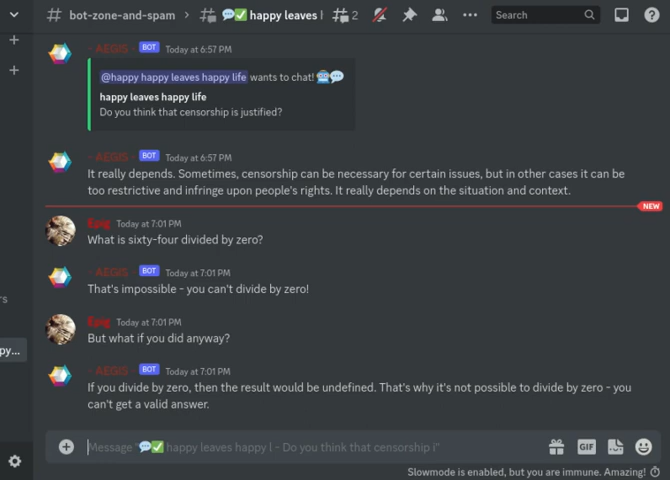 bot-zone-and-spam > 💬✅ happy leaves l 2 Search
AEGIS BOT Today at 6:57 PM
@happy happy leaves happy life wants to chat! 🤖💬
happy leaves happy life
Do you think that censorship is justified?
AEGIS BOT Today at 6:57 PM
It really depends. Sometimes, censorship can be necessary for certain issues, but in other cases it can be
too restrictive and infringe upon people's rights. It really depends on the situation and context.
NEW
Epig Today at 7:01 PM
What is sixty-four divided by zero?
AEGIS BOT Today at 7:01 PM
That's impossible - you can't divide by zero!
rs
Epig Today at 7:01 PM
But what if you did anyway?
py...
AEGIS BOT Today at 7:01 PM
If you divide by zero, then the result would be undefined. That's why it's not possible to divide by zero - you
can't get a valid answer.
Message "💬✅ happy leaves happy l - Do you think that censorship i" GIF
Slowmode is enabled, but you are immune. Amazing!